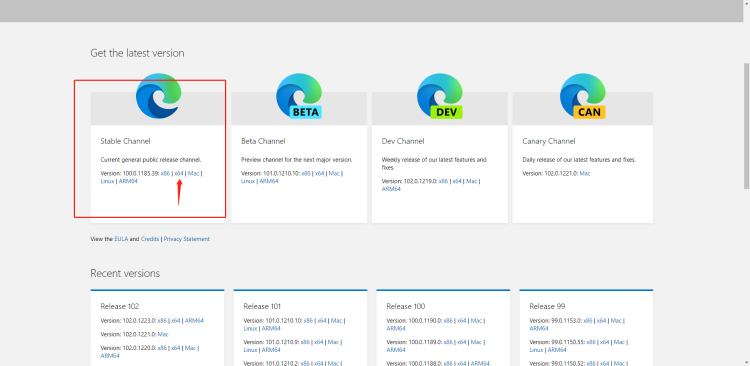 Get the latest version
BETA
DEV
CAN
Stable Channel
Current general public release channel.
Version: 100.0.1185.39: x86 | x64 | Mac |
Linux | ARM64
Beta Channel
Preview channel for the next major version.
Version: 101.0.1210.10: x86 | x64 | Mac |
Linux | ARM64
Dev Channel
Weekly release of our latest features and
fixes.
Version: 102.0.1219.0: x86 | x64 | Mac |
ARM64
Canary Channel
Daily release of our latest features and fixes.
Version: 102.0.1221.0: Mac
View the EULA and Credits | Privacy Statement
Recent versions
Release 102
Version: 102.0.1223.0: x86 | x64 | ARM64
Version: 102.0.1221.0: Mac
Version: 102.0.1220.0: x86 | x64 | Mac |
ARM64
Release 101
Version: 101.0.1210.10: x86 | x64 | Mac |
Linux | ARM64
Version: 101.0.1210.9: x86 | x64 | Mac |
Linux | ARM64
Version: 101.0.1210.2: x86 | x64 | Mac |
Release 100
Version: 100.0.1190.0: x86 | x64 | Mac |
ARM64
Version: 100.0.1189.0: x86 | x64 | Mac |
ARM64
Version: 100.0.1188.0: x86 | x64 | ARM64
Release 99
Version: 99.0.1153.0: x86 | x64 | ARM64
Version: 99.0.1150.55: x86 | x64 | Mac |
Linux | ARM64
Version: 99.0.1150.52: x86 | x64 | Mac |